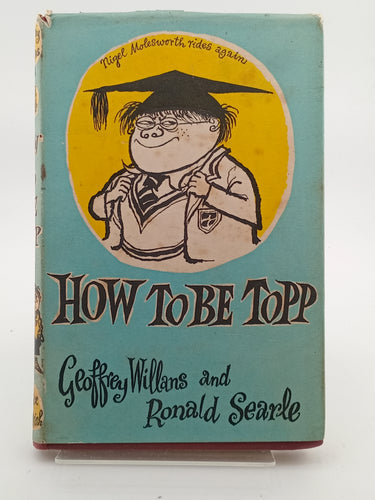 Nigel Molesworth rides again
HOW TO BE TOPP
Geoffrey Willans and
Ronald Searle